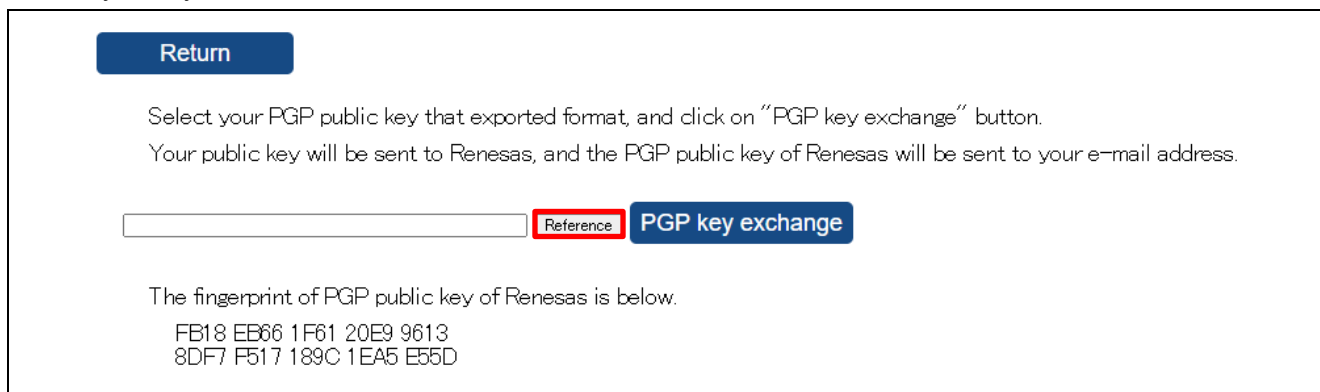 Return
Select your PGP public key that exported format, and click on "PGP key exchange" button.
Your public key will be sent to Renesas, and the PGP public key of Renesas will be sent to your e-mail address.
Reference PGP key exchange
The fingerprint of PGP public key of Renesas is below.
FB18 EB66 1F61 20E9 9613
8DF7 F517 189C 1EA5 E55D